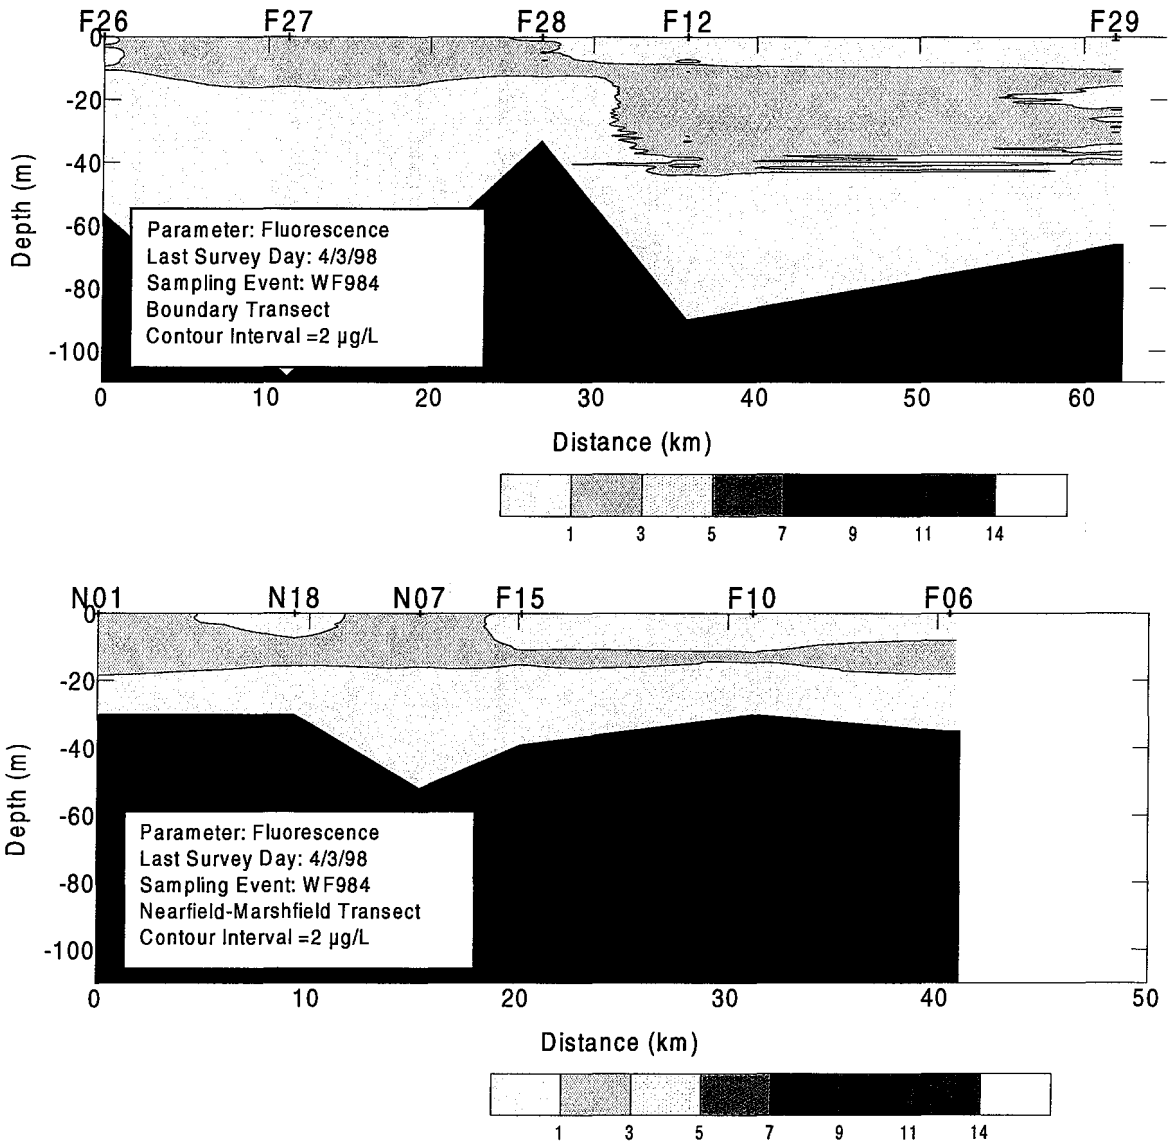 F26 F27 F28 F12 F29
0
-20
-40
-60
-80
-100
Depth (m)
Parameter: Fluorescence
Last Survey Day: 4/3/98
Sampling Event: WF984
Boundary Transect
Contour Interval =2 µg/L
0 10 20 30 40 50 60
Distance (km)
1 3 5 7 9 11 14
N01 N18 N07 F15 F10 F06
0
-20
-40
-60
-80
-100
Depth (m)
Parameter: Fluorescence
Last Survey Day: 4/3/98
Sampling Event: WF984
Nearfield-Marshfield Transect
Contour Interval =2 µg/L
0 10 20 30 40 50
Distance (km)
1 3 5 7 9 11 14